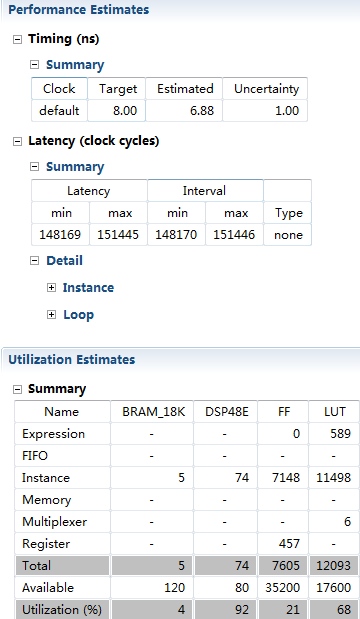 Performance Estimates
Timing (ns)
Summary
Clock Target Estimated Uncertainty
default 8.00 6.88 1.00
Latency (clock cycles)
Summary
Latency Interval
min max min max Type
148169 151445 148170 151446 none
Detail
Instance
Loop
Utilization Estimates
Summary
Name BRAM_18K DSP48E FF LUT
Expression - - 0 589
FIFO - - - -
Instance 5 74 7148 11498
Memory - - - -
Multiplexer - - - 6
Register - - 457 -
Total 5 74 7605 12093
Available 120 80 35200 17600
Utilization (%) 4 92 21 68